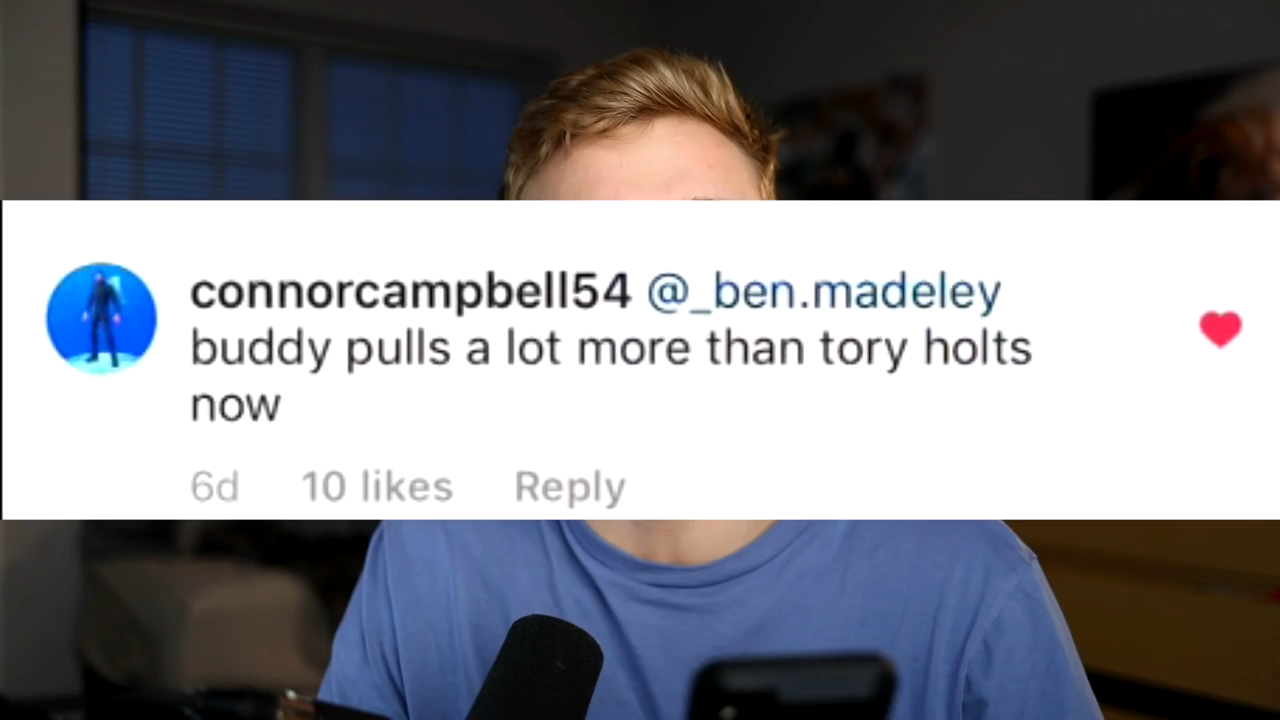 connorcampbell54 @_ben.madeley
buddy pulls a lot more than tory holts
now
6d 10 likes Reply